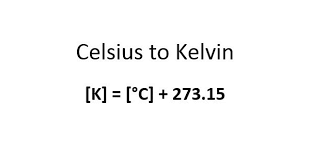 Celsius to Kelvin
[K] = [°C] + 273.15